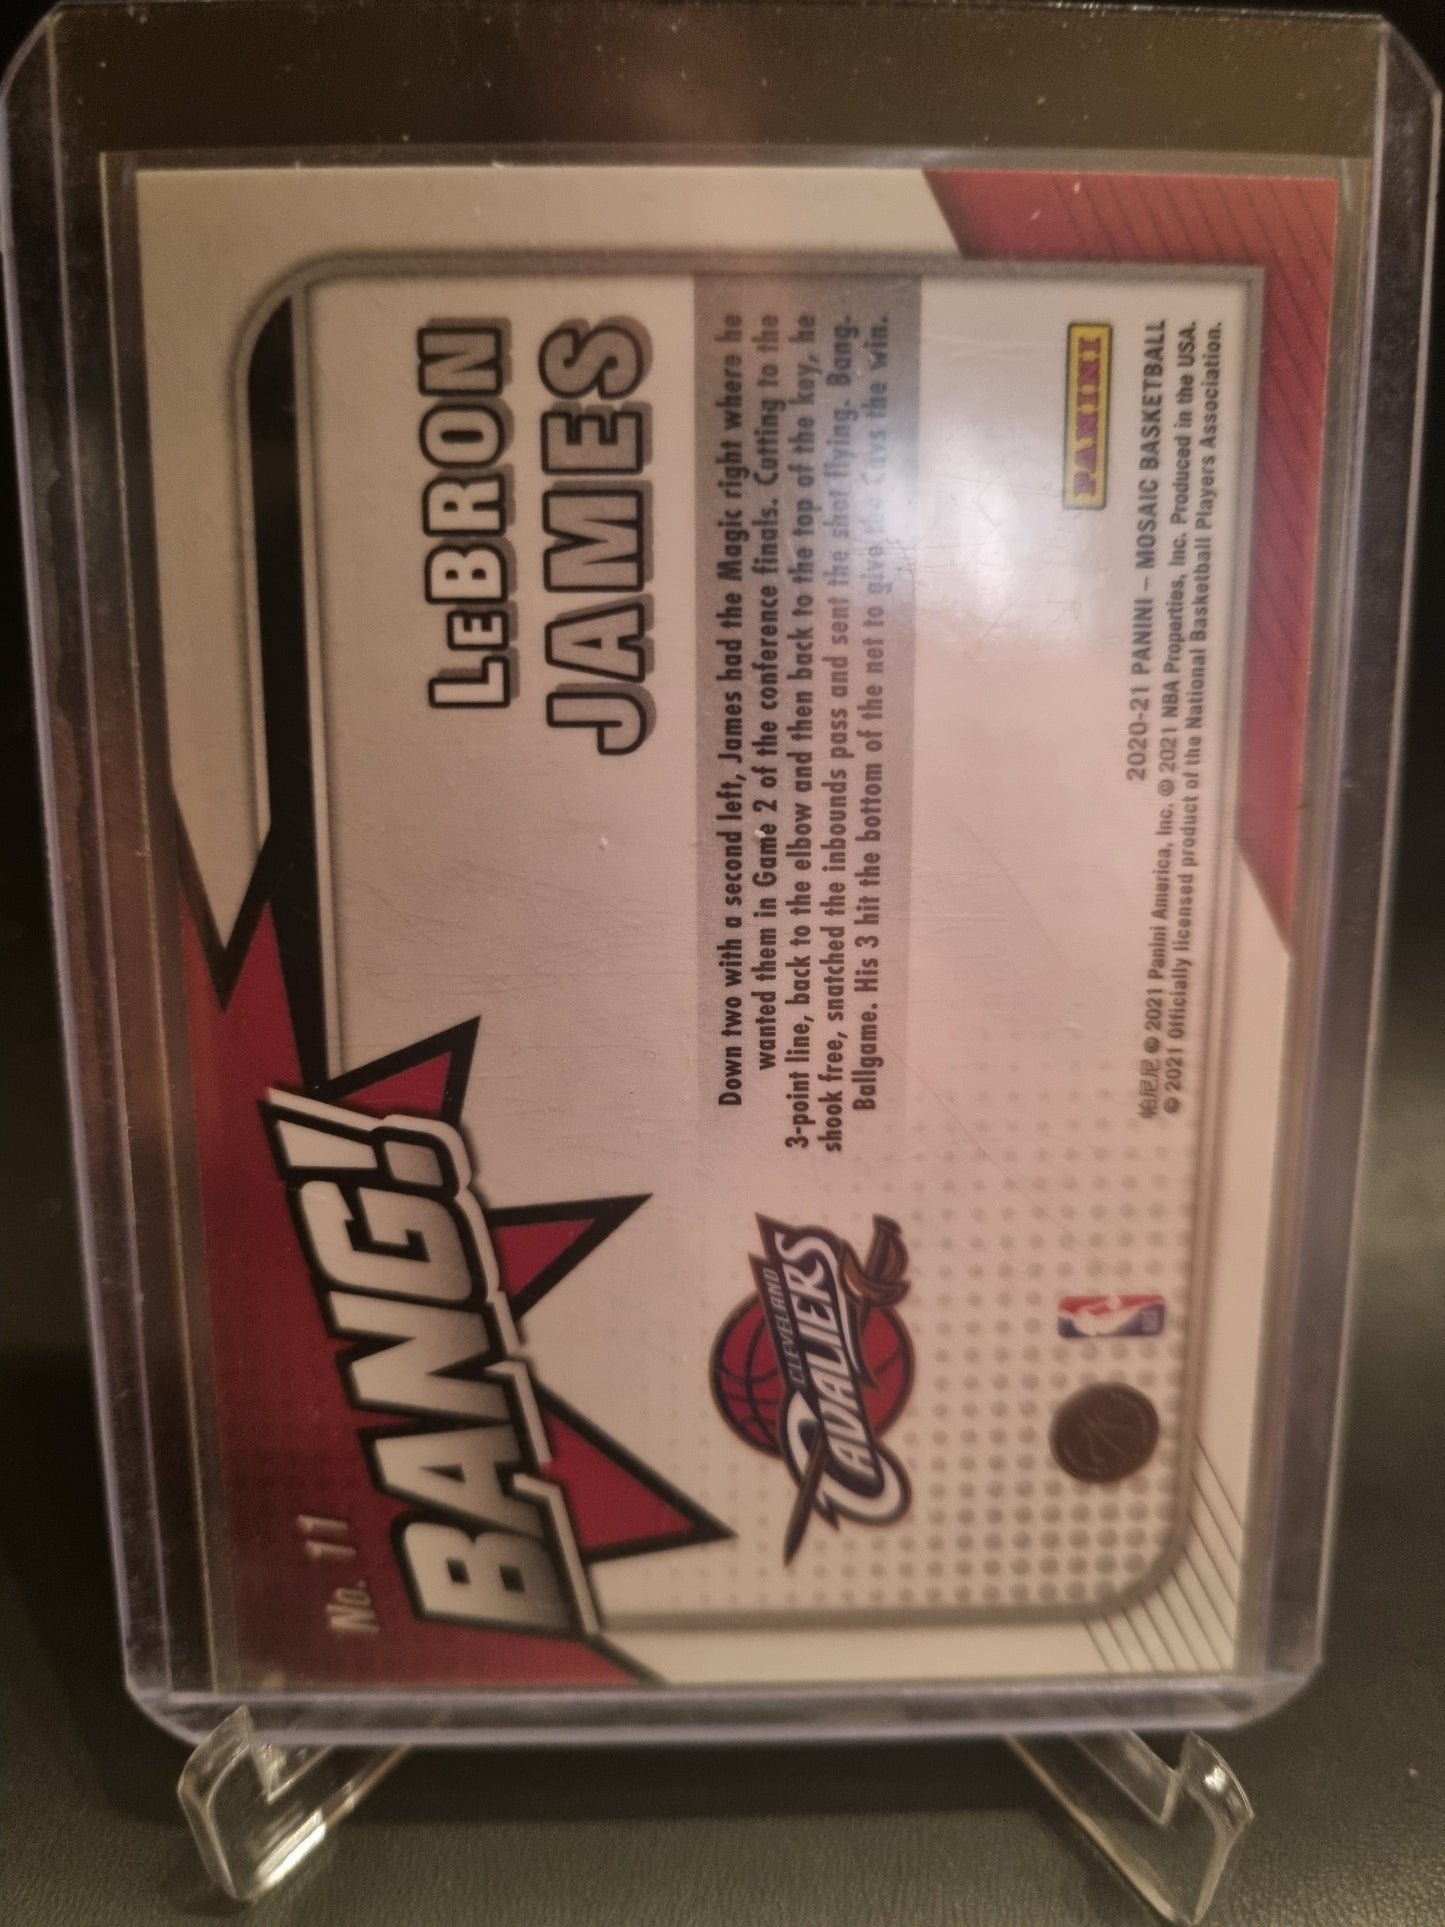 No. 11
BANG!
LeBRON
JAMES
Down two with a second left, James had the Magic right where he
wanted them in Game 2 of the conference finals. Cutting to the
3-point line, back to the elbow and then back to the top of the key, he
shook free, snatched the inbounds pass and sent the shot flying. Bang.
Ballgame. His 3 hit the bottom of the net to give the Cavs the win.
CLEVELAND
CAVALIERS
PANINI
2020-21 PANINI – MOSAIC BASKETBALL
帕尼尼 © 2021 Panini America, Inc. © 2021 NBA Properties, Inc. Produced in the USA.
© 2021 Officially licensed product of the National Basketball Players Association.